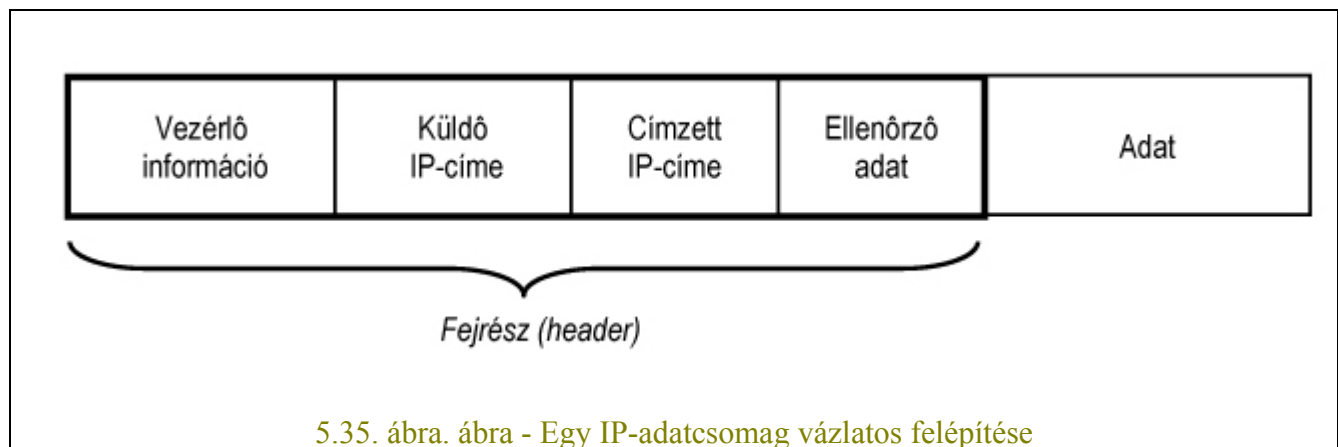 Vezérlô
információ
Küldô
IP-címe
Címzett
IP-címe
Ellenôrzô
adat
Adat
Fejrész (header)
5.35. ábra. ábra - Egy IP-adatcsomag vázlatos felépítése